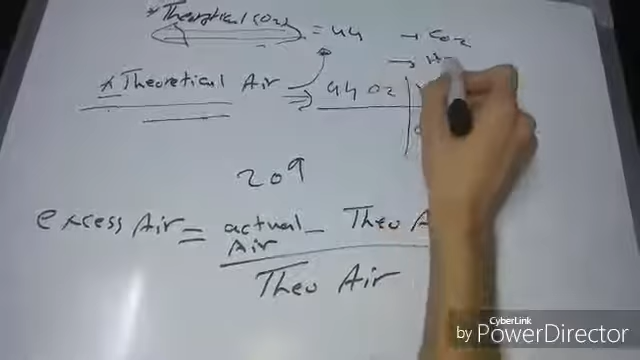 * Theoretical (O2) = 44
→ CO2
→ H
* Theoretical Air ⇒ 44 O2
209
excess Air = actual Air - Theo A
Theo Air
CyberLink
by PowerDirector